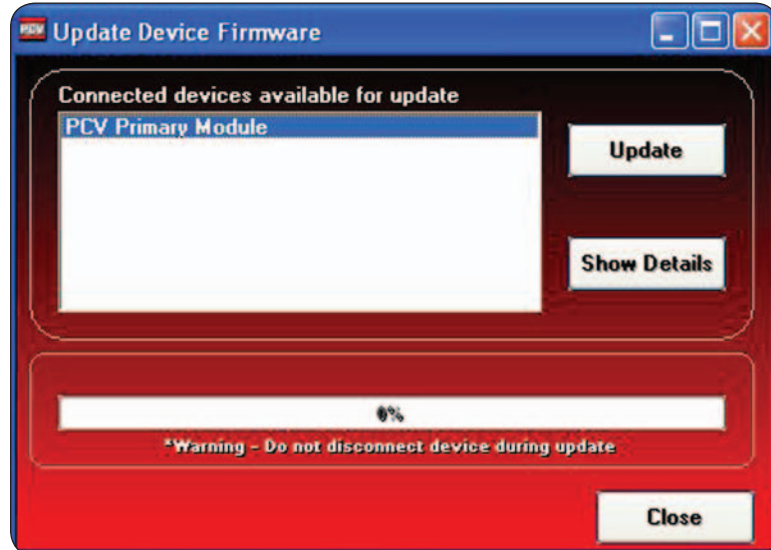 PCV Update Device Firmware
Connected devices available for update
PCV Primary Module
Update
Show Details
0%
*Warning - Do not disconnect device during update
Close